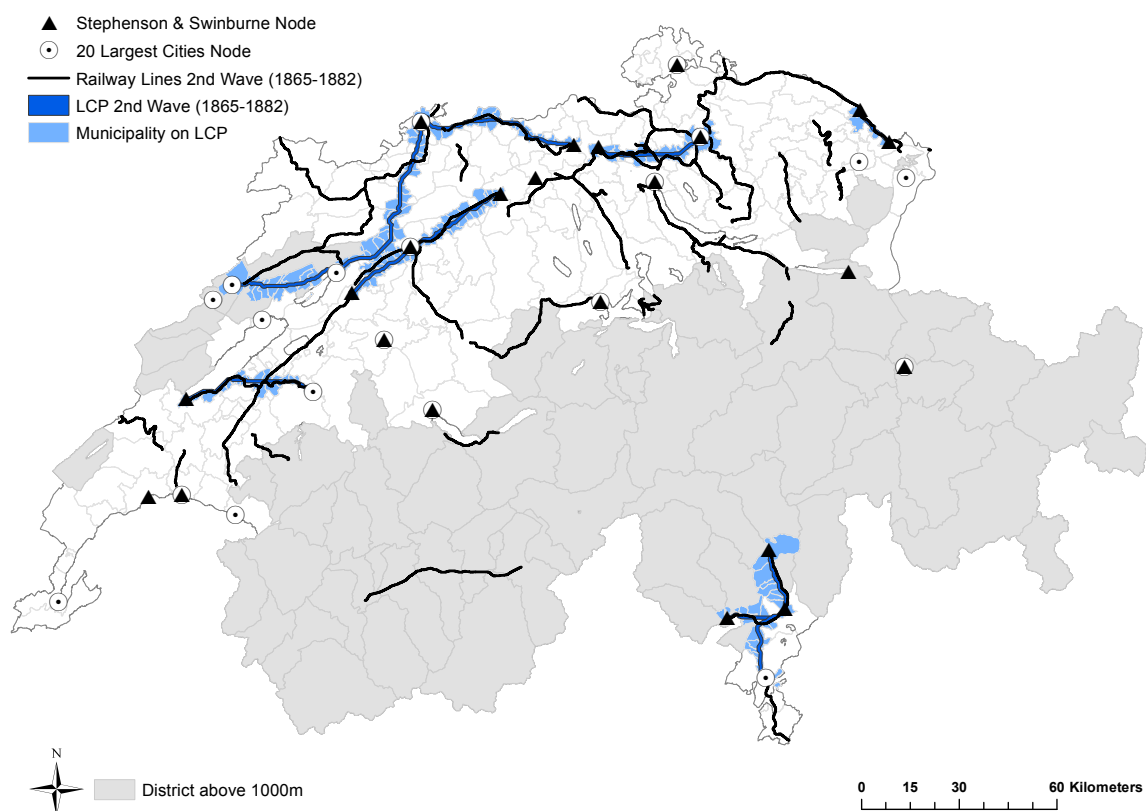 Stephenson & Swinburne Node
20 Largest Cities Node
Railway Lines 2nd Wave (1865-1882)
LCP 2nd Wave (1865-1882)
Municipality on LCP
N
District above 1000m
0 15 30 60 Kilometers